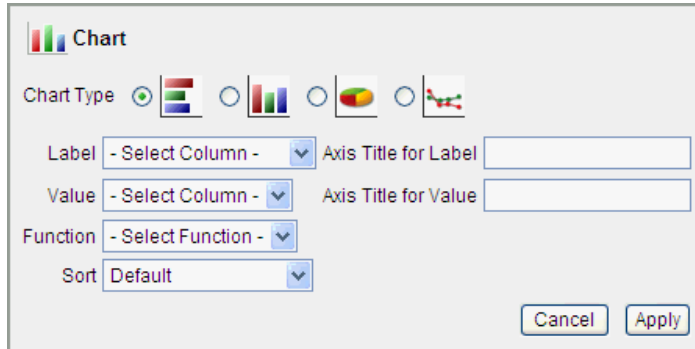 Chart
Chart Type
Label - Select Column - Axis Title for Label
Value - Select Column - Axis Title for Value
Function - Select Function -
Sort Default
Cancel Apply